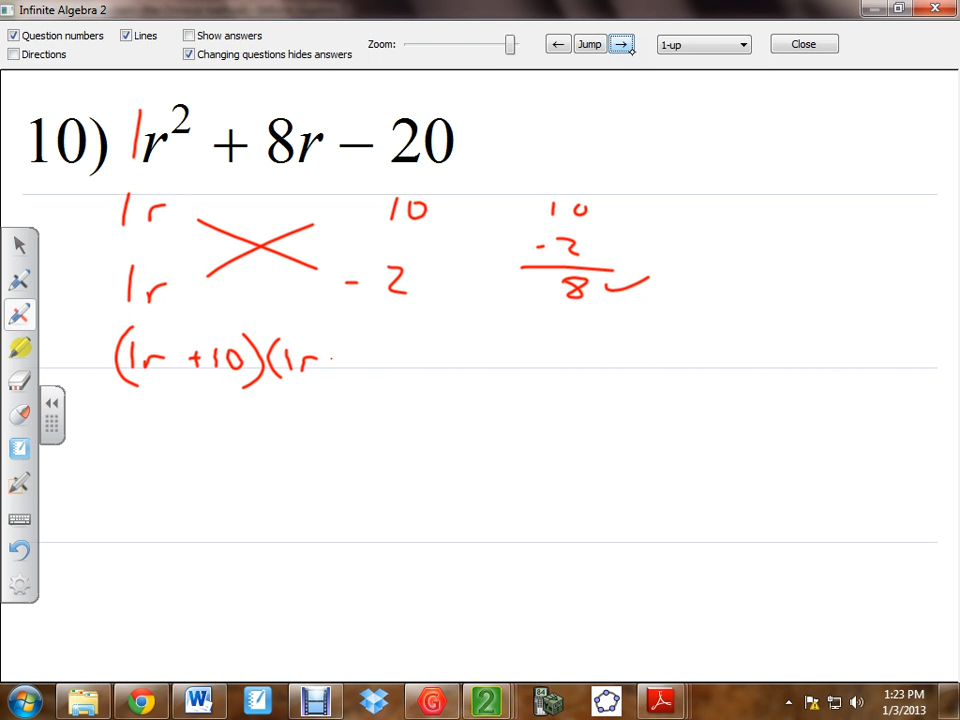 Infinite Algebra 2
Question numbers Lines Show answers Zoom: ← Jump → 1-up Close
Directions Changing questions hides answers
10) 1r² + 8r − 20
1r 10 10
-2
1r - 2 8 ✓
(1r +10)(1r
1:23 PM
1/3/2013